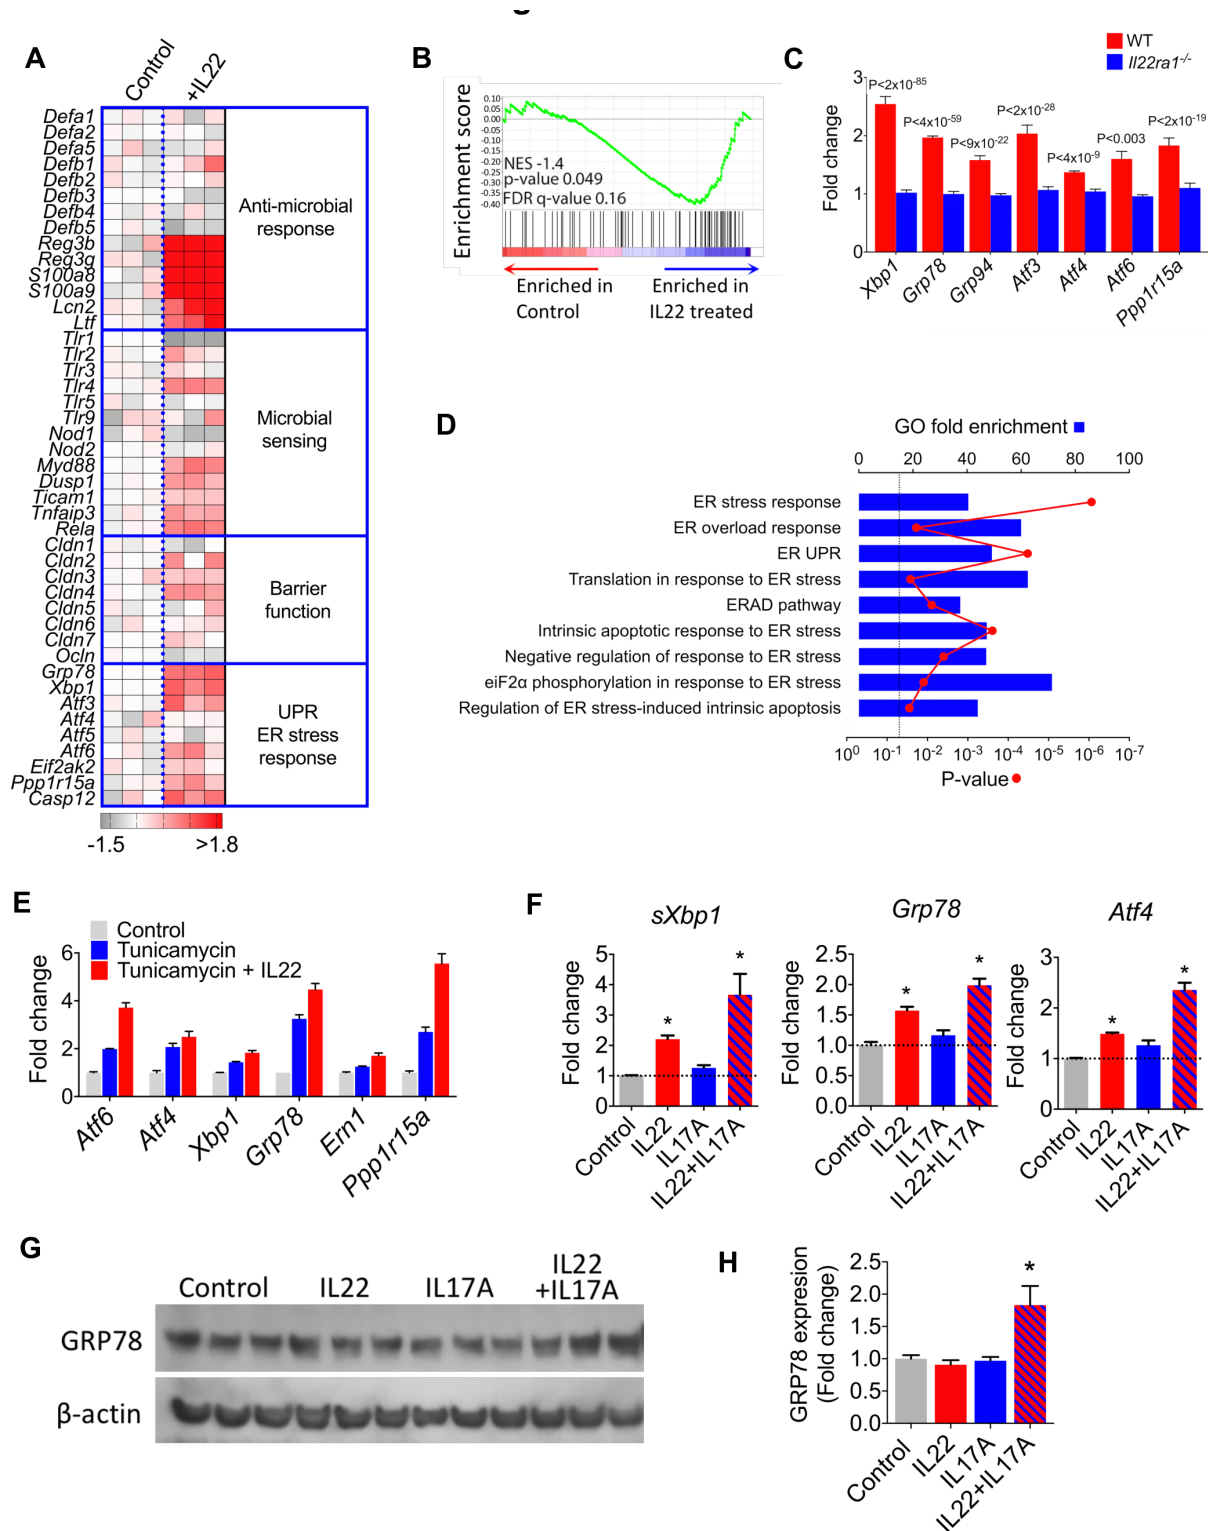 A
Control
+IL22
Defa1
Defa2
Defa5
Defb1
Defb2
Defb3
Defb4
Defb5
Reg3b
Reg3g
S100a8
S100a9
Lcn2
Ltf
Anti-microbial
response
Tlr1
Tlr2
Tlr3
Tlr4
Tlr5
Tlr9
Nod1
Nod2
Myd88
Dusp1
Ticam1
Tnfaip3
Rela
Microbial
sensing
Cldn1
Cldn2
Cldn3
Cldn4
Cldn5
Cldn6
Cldn7
Ocln
Barrier
function
Grp78
Xbp1
Atf3
Atf4
Atf5
Atf6
Eif2ak2
Ppp1r15a
Casp12
UPR
ER stress
response
-1.5 >1.8
B
Enrichment score
0.10
0.05
0.00
-0.05
-0.10
-0.15
-0.20
-0.25
-0.30
-0.35
-0.40
NES -1.4
p-value 0.049
FDR q-value 0.16
Enriched in
Control
Enriched in
IL22 treated
C
WT
Il22ra1-/-
Fold change
3
2
1
0
P<2x10-85
P<4x10-59
P<9x10-22
P<2x10-28
P<4x10-9
P<0.003
P<2x10-19
Xbp1
Grp78
Grp94
Atf3
Atf4
Atf6
Ppp1r15a
D
GO fold enrichment
0 20 40 60 80 100
ER stress response
ER overload response
ER UPR
Translation in response to ER stress
ERAD pathway
Intrinsic apoptotic response to ER stress
Negative regulation of response to ER stress
eiF2α phosphorylation in response to ER stress
Regulation of ER stress-induced intrinsic apoptosis
10⁰ 10⁻¹ 10⁻² 10⁻³ 10⁻⁴ 10⁻⁵ 10⁻⁶ 10⁻⁷
P-value
E
Control
Tunicamycin
Tunicamycin + IL22
Fold change
6
4
2
0
Atf6
Atf4
Xbp1
Grp78
Ern1
Ppp1r15a
F
sXbp1
Fold change
5
4
3
2
1
0
*
*
Control
IL22
IL17A
IL22+IL17A
Grp78
Fold change
2.5
2.0
1.5
1.0
0.5
0.0
*
*
Control
IL22
IL17A
IL22+IL17A
Atf4
Fold change
3
2
1
0
*
*
Control
IL22
IL17A
IL22+IL17A
G
Control IL22 IL17A IL22
+IL17A
GRP78
β-actin
H
GRP78 expresion
(Fold change)
2.5
2.0
1.5
1.0
0.5
0.0
*
Control
IL22
IL17A
IL22+IL17A